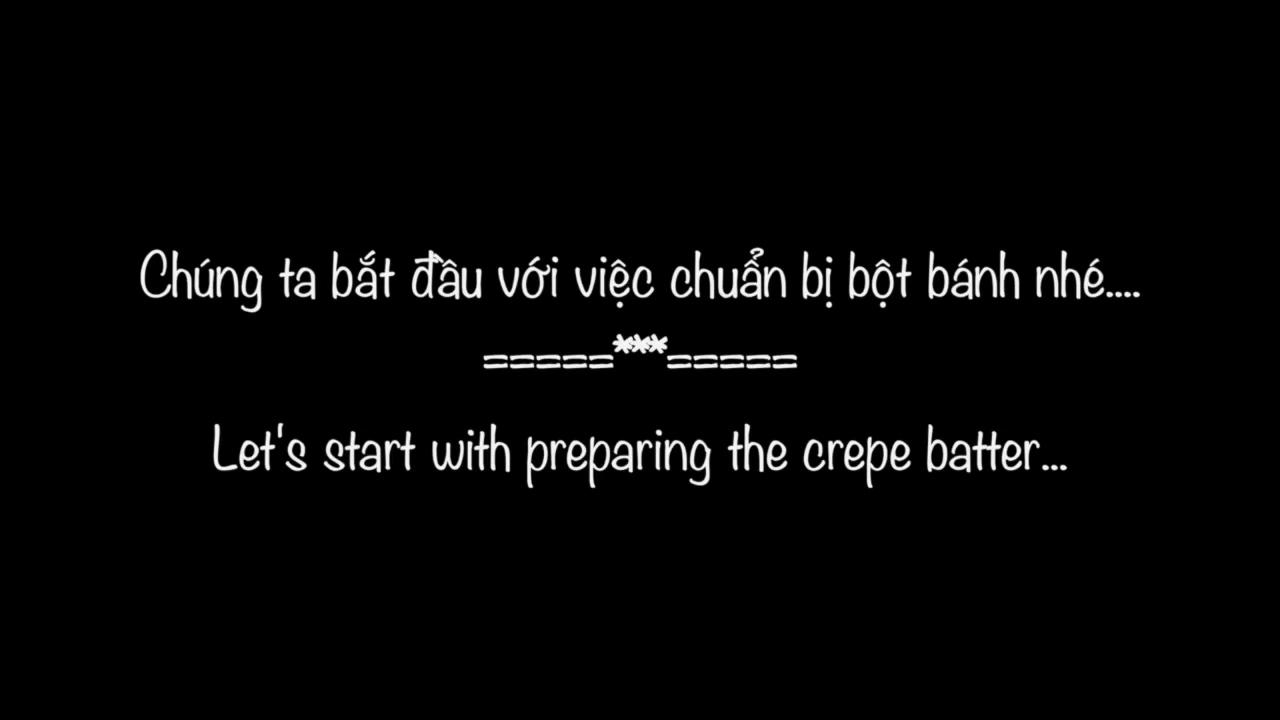 Chúng ta bắt đầu với việc chuẩn bị bột bánh nhé....
=====***=====
Let's start with preparing the crepe batter...